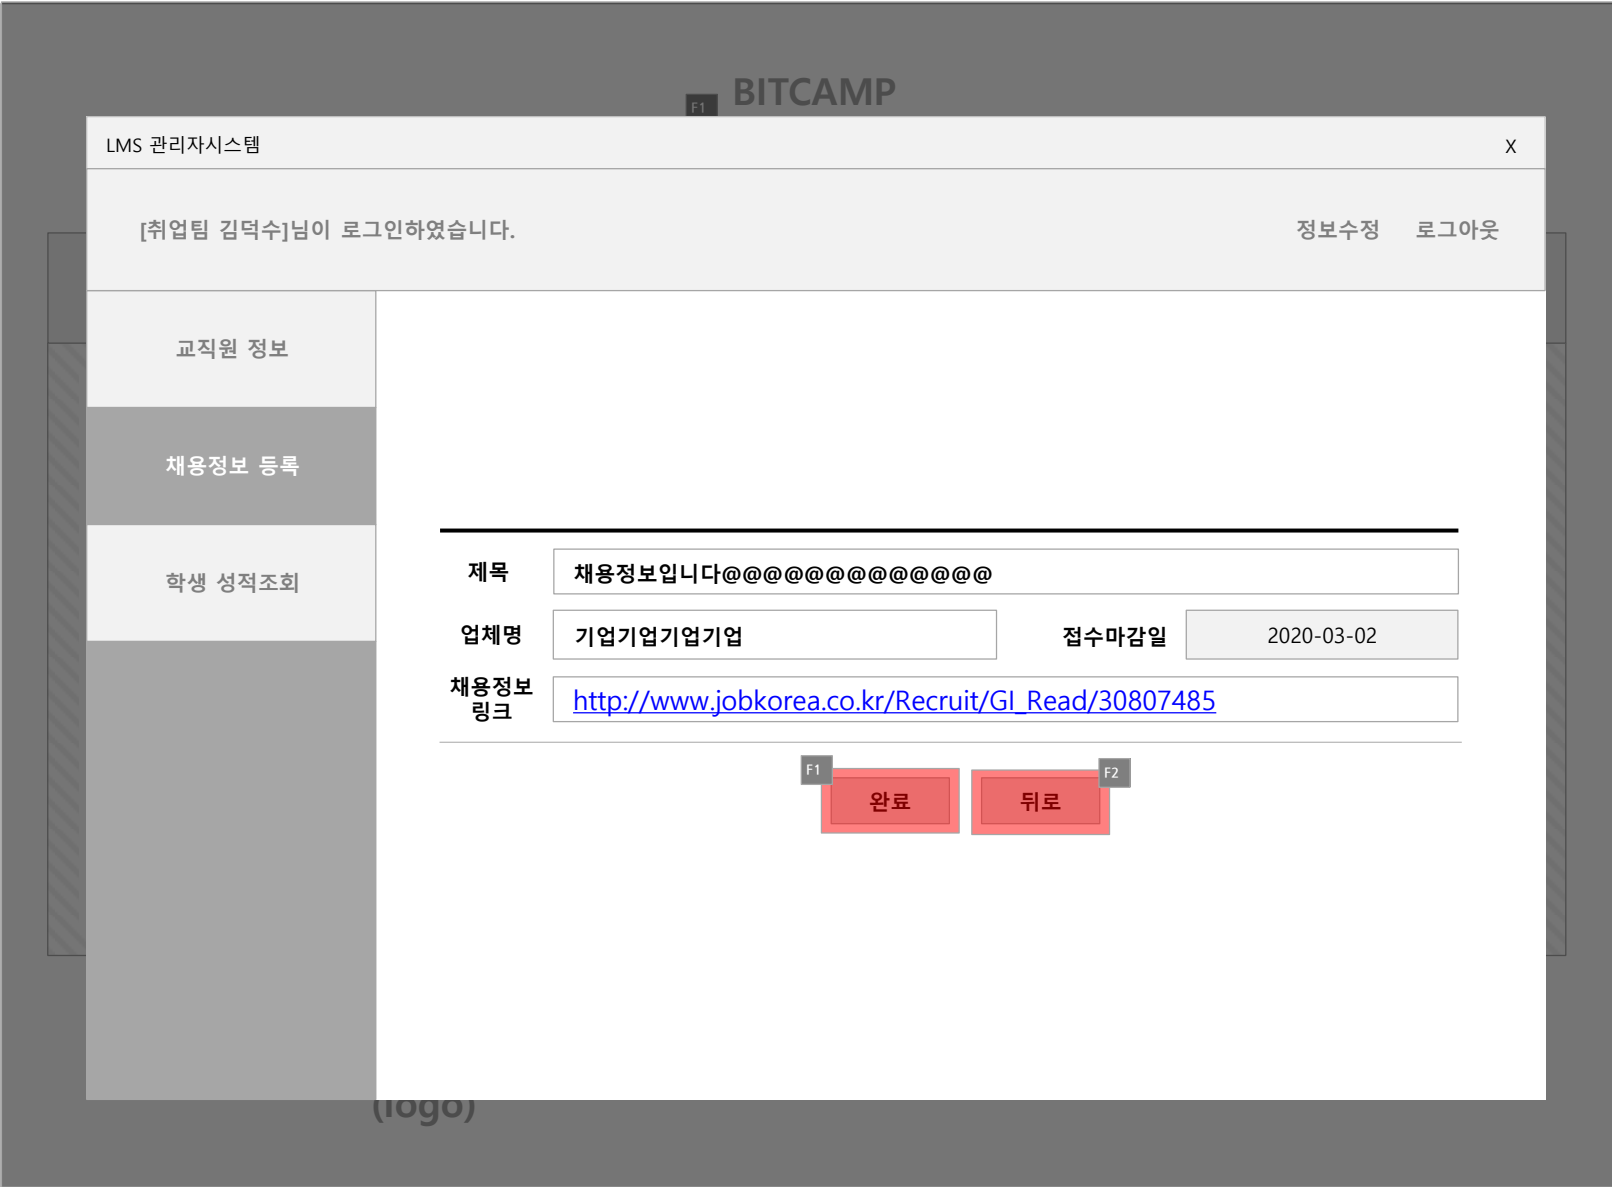 BITCAMP
F1
LMS 관리자시스템 X
[취업팀 김덕수]님이 로그인하였습니다. 정보수정 로그아웃
교직원 정보
채용정보 등록
학생 성적조회
제목 채용정보입니다@@@@@@@@@@@@@
업체명 기업기업기업기업 접수마감일 2020-03-02
채용정보
링크
http://www.jobkorea.co.kr/Recruit/GI_Read/30807485
F1 F2
완료 뒤로
(logo)